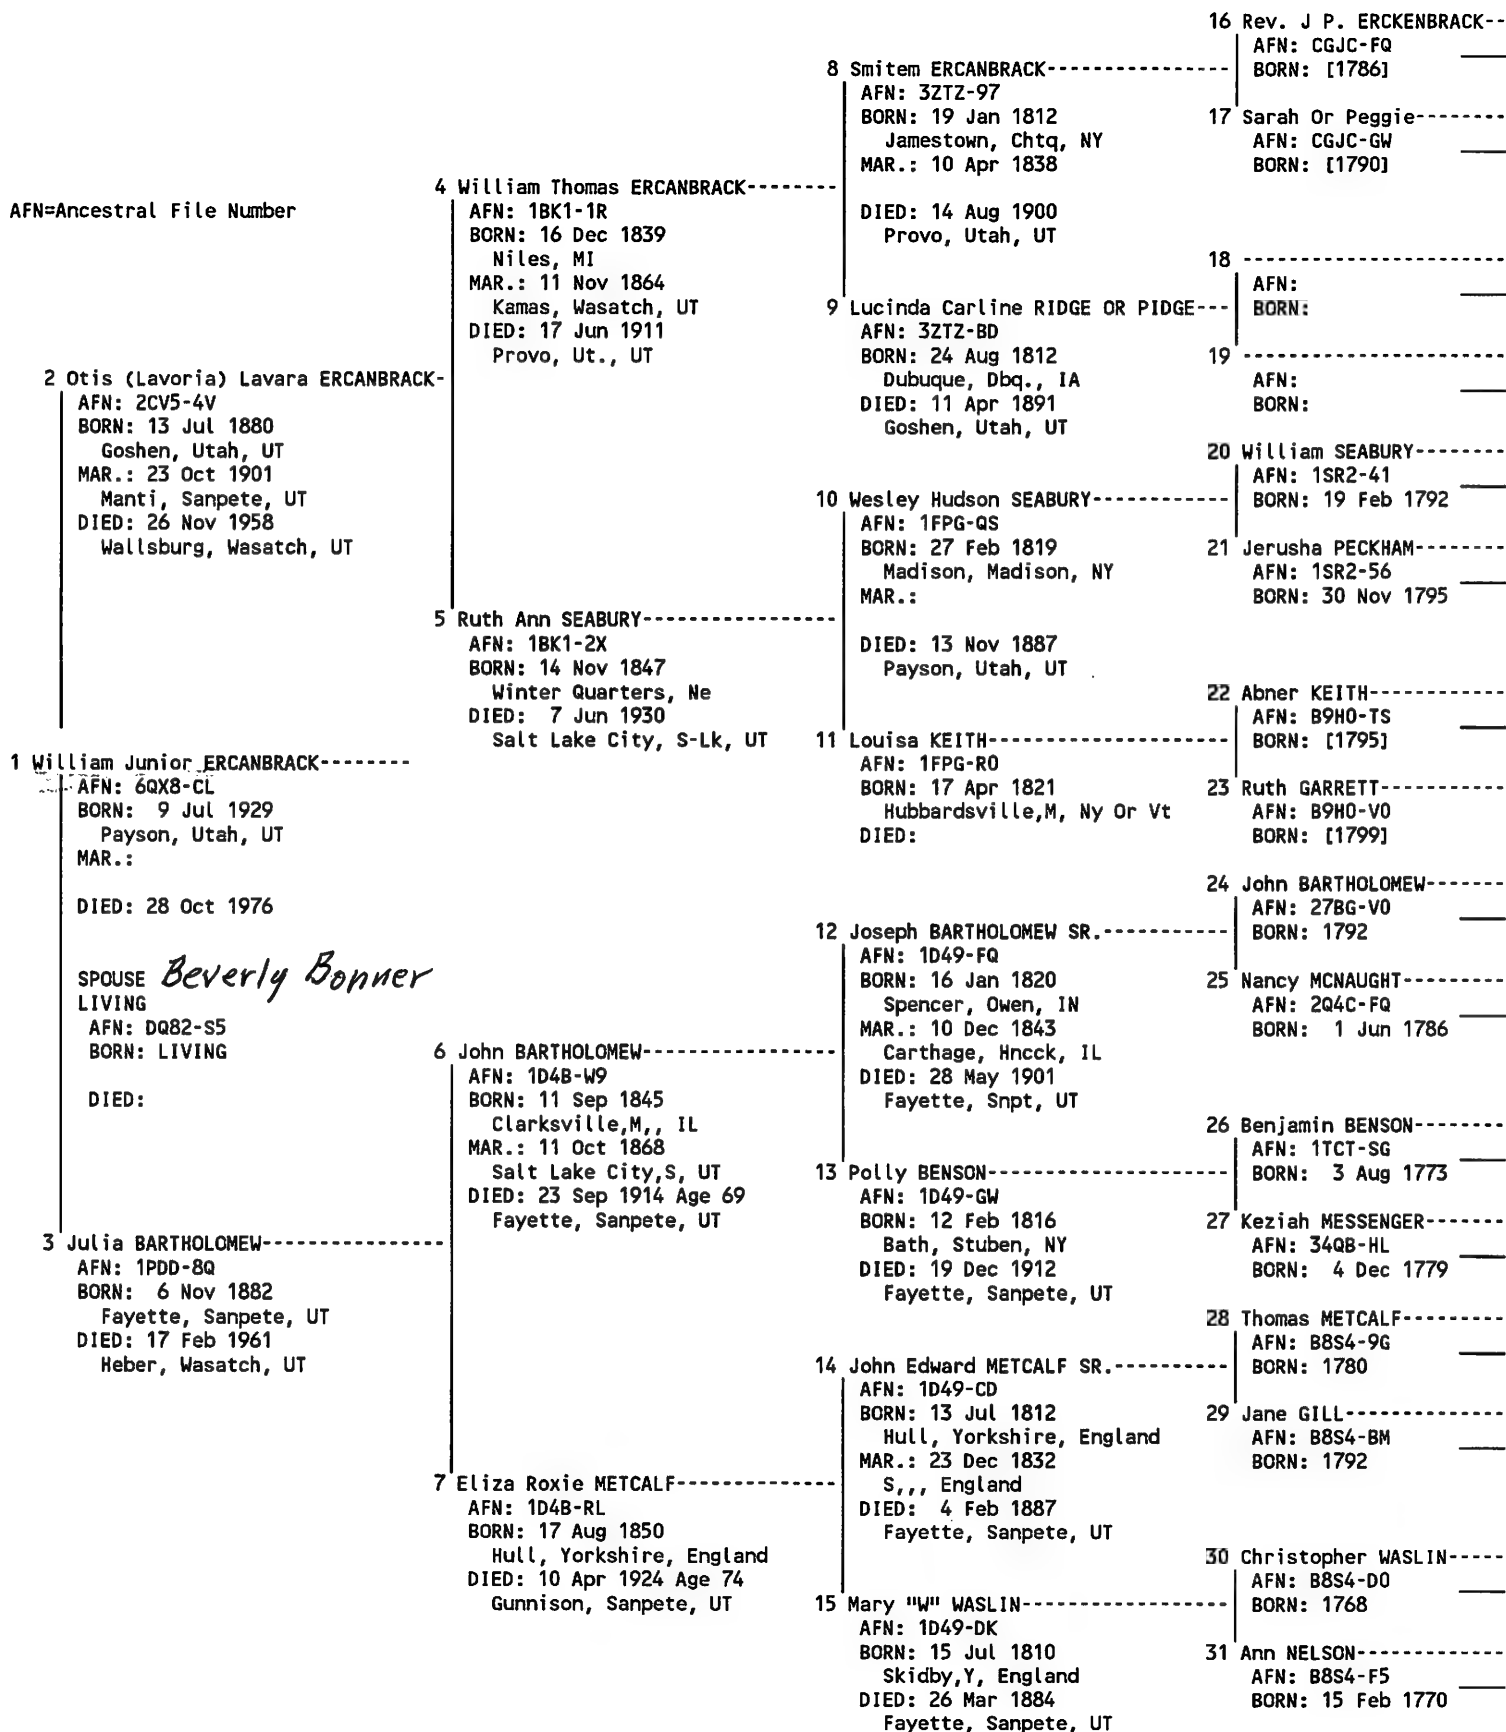 AFN=Ancestral File Number
1 William Junior ERCANBRACK--------
AFN: 6QX8-CL
BORN: 9 Jul 1929
Payson, Utah, UT
MAR.:
DIED: 28 Oct 1976
SPOUSE Beverly Bonner
LIVING
AFN: DQ82-S5
BORN: LIVING
DIED:
2 Otis (Lavoria) Lavara ERCANBRACK-
AFN: 2CV5-4V
BORN: 13 Jul 1880
Goshen, Utah, UT
MAR.: 23 Oct 1901
Manti, Sanpete, UT
DIED: 26 Nov 1958
Wallsburg, Wasatch, UT
3 Julia BARTHOLOMEW---------------
AFN: 1PDD-8Q
BORN: 6 Nov 1882
Fayette, Sanpete, UT
DIED: 17 Feb 1961
Heber, Wasatch, UT
4 William Thomas ERCANBRACK--------
AFN: 1BK1-1R
BORN: 16 Dec 1839
Niles, MI
MAR.: 11 Nov 1864
Kamas, Wasatch, UT
DIED: 17 Jun 1911
Provo, Ut., UT
5 Ruth Ann SEABURY-----------------
AFN: 1BK1-2X
BORN: 14 Nov 1847
Winter Quarters, Ne
DIED: 7 Jun 1930
Salt Lake City, S-Lk, UT
6 John BARTHOLOMEW-----------------
AFN: 1D4B-W9
BORN: 11 Sep 1845
Clarksville,M,, IL
MAR.: 11 Oct 1868
Salt Lake City,S, UT
DIED: 23 Sep 1914 Age 69
Fayette, Sanpete, UT
7 Eliza Roxie METCALF--------------
AFN: 1D4B-RL
BORN: 17 Aug 1850
Hull, Yorkshire, England
DIED: 10 Apr 1924 Age 74
Gunnison, Sanpete, UT
8 Smitem ERCANBRACK----------------
AFN: 3ZTZ-97
BORN: 19 Jan 1812
Jamestown, Chtq, NY
MAR.: 10 Apr 1838
DIED: 14 Aug 1900
Provo, Utah, UT
9 Lucinda Carline RIDGE OR PIDGE---
AFN: 3ZTZ-BD
BORN: 24 Aug 1812
Dubuque, Dbq., IA
DIED: 11 Apr 1891
Goshen, Utah, UT
10 Wesley Hudson SEABURY------------
AFN: 1FPG-QS
BORN: 27 Feb 1819
Madison, Madison, NY
MAR.:
DIED: 13 Nov 1887
Payson, Utah, UT
11 Louisa KEITH---------------------
AFN: 1FPG-R0
BORN: 17 Apr 1821
Hubbardsville,M, Ny Or Vt
DIED:
12 Joseph BARTHOLOMEW SR.-----------
AFN: 1D49-FQ
BORN: 16 Jan 1820
Spencer, Owen, IN
MAR.: 10 Dec 1843
Carthage, Hncck, IL
DIED: 28 May 1901
Fayette, Snpt, UT
13 Polly BENSON---------------------
AFN: 1D49-GW
BORN: 12 Feb 1816
Bath, Stuben, NY
DIED: 19 Dec 1912
Fayette, Sanpete, UT
14 John Edward METCALF SR.----------
AFN: 1D49-CD
BORN: 13 Jul 1812
Hull, Yorkshire, England
MAR.: 23 Dec 1832
S,,, England
DIED: 4 Feb 1887
Fayette, Sanpete, UT
15 Mary "W" WASLIN------------------
AFN: 1D49-DK
BORN: 15 Jul 1810
Skidby,Y, England
DIED: 26 Mar 1884
Fayette, Sanpete, UT
16 Rev. J P. ERCKENBRACK--
AFN: CGJC-FQ
BORN: [1786]
17 Sarah Or Peggie--------
AFN: CGJC-GW
BORN: [1790]
18 -----------------------
AFN:
BORN:
19 -----------------------
AFN:
BORN:
20 William SEABURY--------
AFN: 1SR2-41
BORN: 19 Feb 1792
21 Jerusha PECKHAM--------
AFN: 1SR2-56
BORN: 30 Nov 1795
22 Abner KEITH------------
AFN: B9H0-TS
BORN: [1795]
23 Ruth GARRETT-----------
AFN: B9H0-V0
BORN: [1799]
24 John BARTHOLOMEW-------
AFN: 27BG-V0
BORN: 1792
25 Nancy MCNAUGHT---------
AFN: 2Q4C-FQ
BORN: 1 Jun 1786
26 Benjamin BENSON--------
AFN: 1TCT-SG
BORN: 3 Aug 1773
27 Keziah MESSENGER-------
AFN: 34QB-HL
BORN: 4 Dec 1779
28 Thomas METCALF---------
AFN: B8S4-9G
BORN: 1780
29 Jane GILL--------------
AFN: B8S4-BM
BORN: 1792
30 Christopher WASLIN-----
AFN: B8S4-D0
BORN: 1768
31 Ann NELSON-------------
AFN: B8S4-F5
BORN: 15 Feb 1770